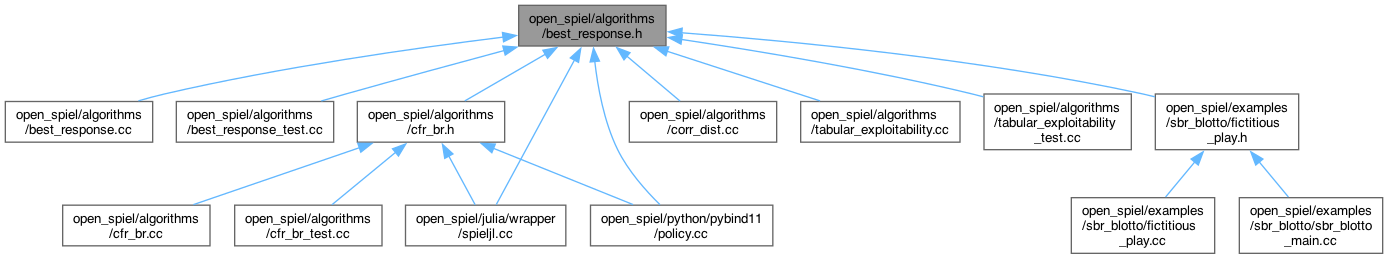 open_spiel/algorithms
/best_response.h
open_spiel/algorithms
/best_response.cc
open_spiel/algorithms
/best_response_test.cc
open_spiel/algorithms
/cfr_br.h
open_spiel/algorithms
/corr_dist.cc
open_spiel/algorithms
/tabular_exploitability.cc
open_spiel/algorithms
/tabular_exploitability
_test.cc
open_spiel/examples
/sbr_blotto/fictitious
_play.h
open_spiel/algorithms
/cfr_br.cc
open_spiel/algorithms
/cfr_br_test.cc
open_spiel/julia/wrapper
/spieljl.cc
open_spiel/python/pybind11
/policy.cc
open_spiel/examples
/sbr_blotto/fictitious
_play.cc
open_spiel/examples
/sbr_blotto/sbr_blotto
_main.cc